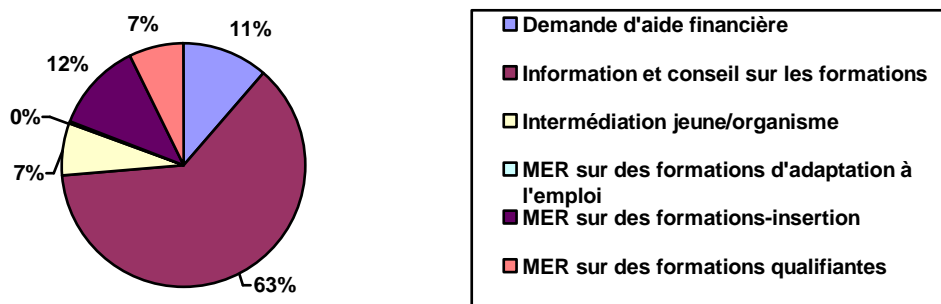 7%
11%
12%
0%
7%
63%
Demande d'aide financière
Information et conseil sur les formations
Intermédiation jeune/organisme
MER sur des formations d'adaptation à
l'emploi
MER sur des formations-insertion
MER sur des formations qualifiantes